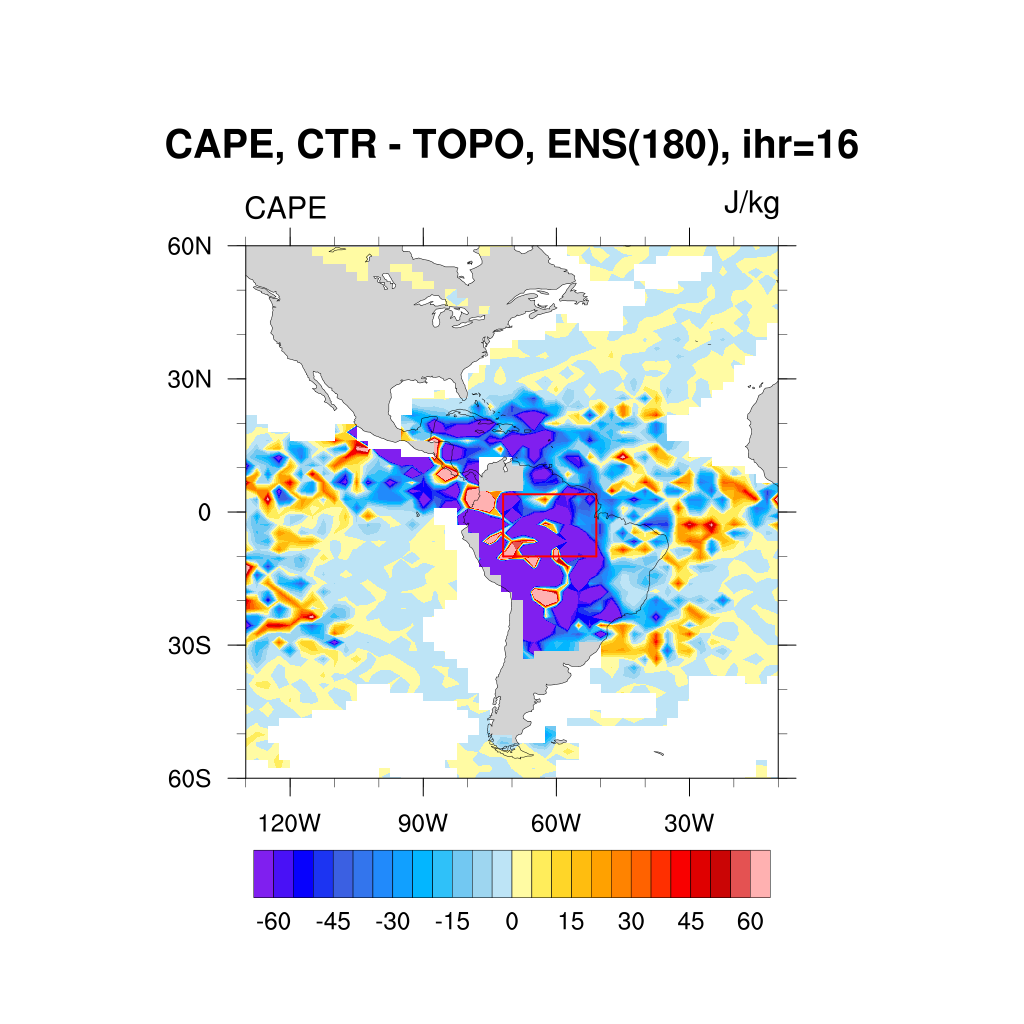 CAPE, CTR - TOPO, ENS(180), ihr=16
CAPE J/kg
60N
30N
0
30S
60S
120W 90W 60W 30W
-60 -45 -30 -15 0 15 30 45 60